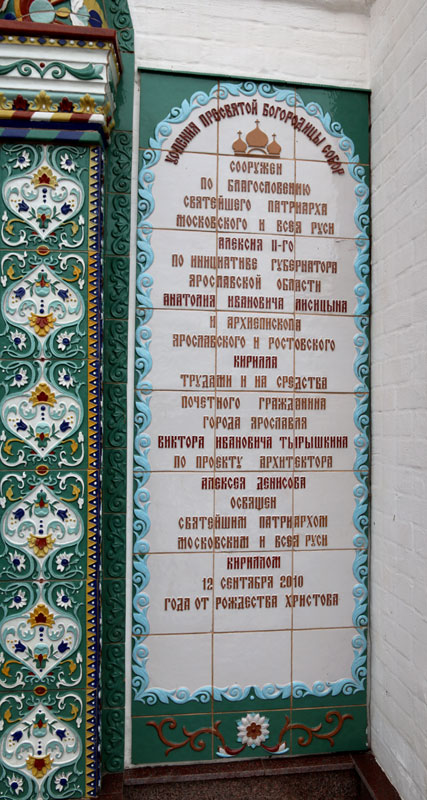 УСПЕНИЯ ПРЕСВЯТОЙ БОГОРОДИЦЫ СОБОР
СООРУЖЕН
ПО БЛАГОСЛОВЕНИЮ
СВЯТЕЙШЕГО ПАТРИАРХА
МОСКОВСКОГО И ВСЕЯ РУСИ
АЛЕКСИЯ II-ГО
ПО ИНИЦИАТИВЕ ГУБЕРНАТОРА
ЯРОСЛАВСКОЙ ОБЛАСТИ
АНАТОЛИЯ ИВАНОВИЧА ЛИСИЦЫНА
И АРХИЕПИСКОПА
ЯРОСЛАВСКОГО И РОСТОВСКОГО
КИРИЛЛА
ТРУДАМИ И НА СРЕДСТВА
ПОЧЕТНОГО ГРАЖДАНИНА
ГОРОДА ЯРОСЛАВЛЯ
ВИКТОРА ИВАНОВИЧА ТЫРЫШКИНА
ПО ПРОЕКТУ АРХИТЕКТОРА
АЛЕКСЕЯ ДЕНИСОВА
ОСВЯЩЕН
СВЯТЕЙШИМ ПАТРИАРХОМ
МОСКОВСКИМ И ВСЕЯ РУСИ
КИРИЛЛОМ
12 СЕНТЯБРЯ 2010
ГОДА ОТ РОЖДЕСТВА ХРИСТОВА